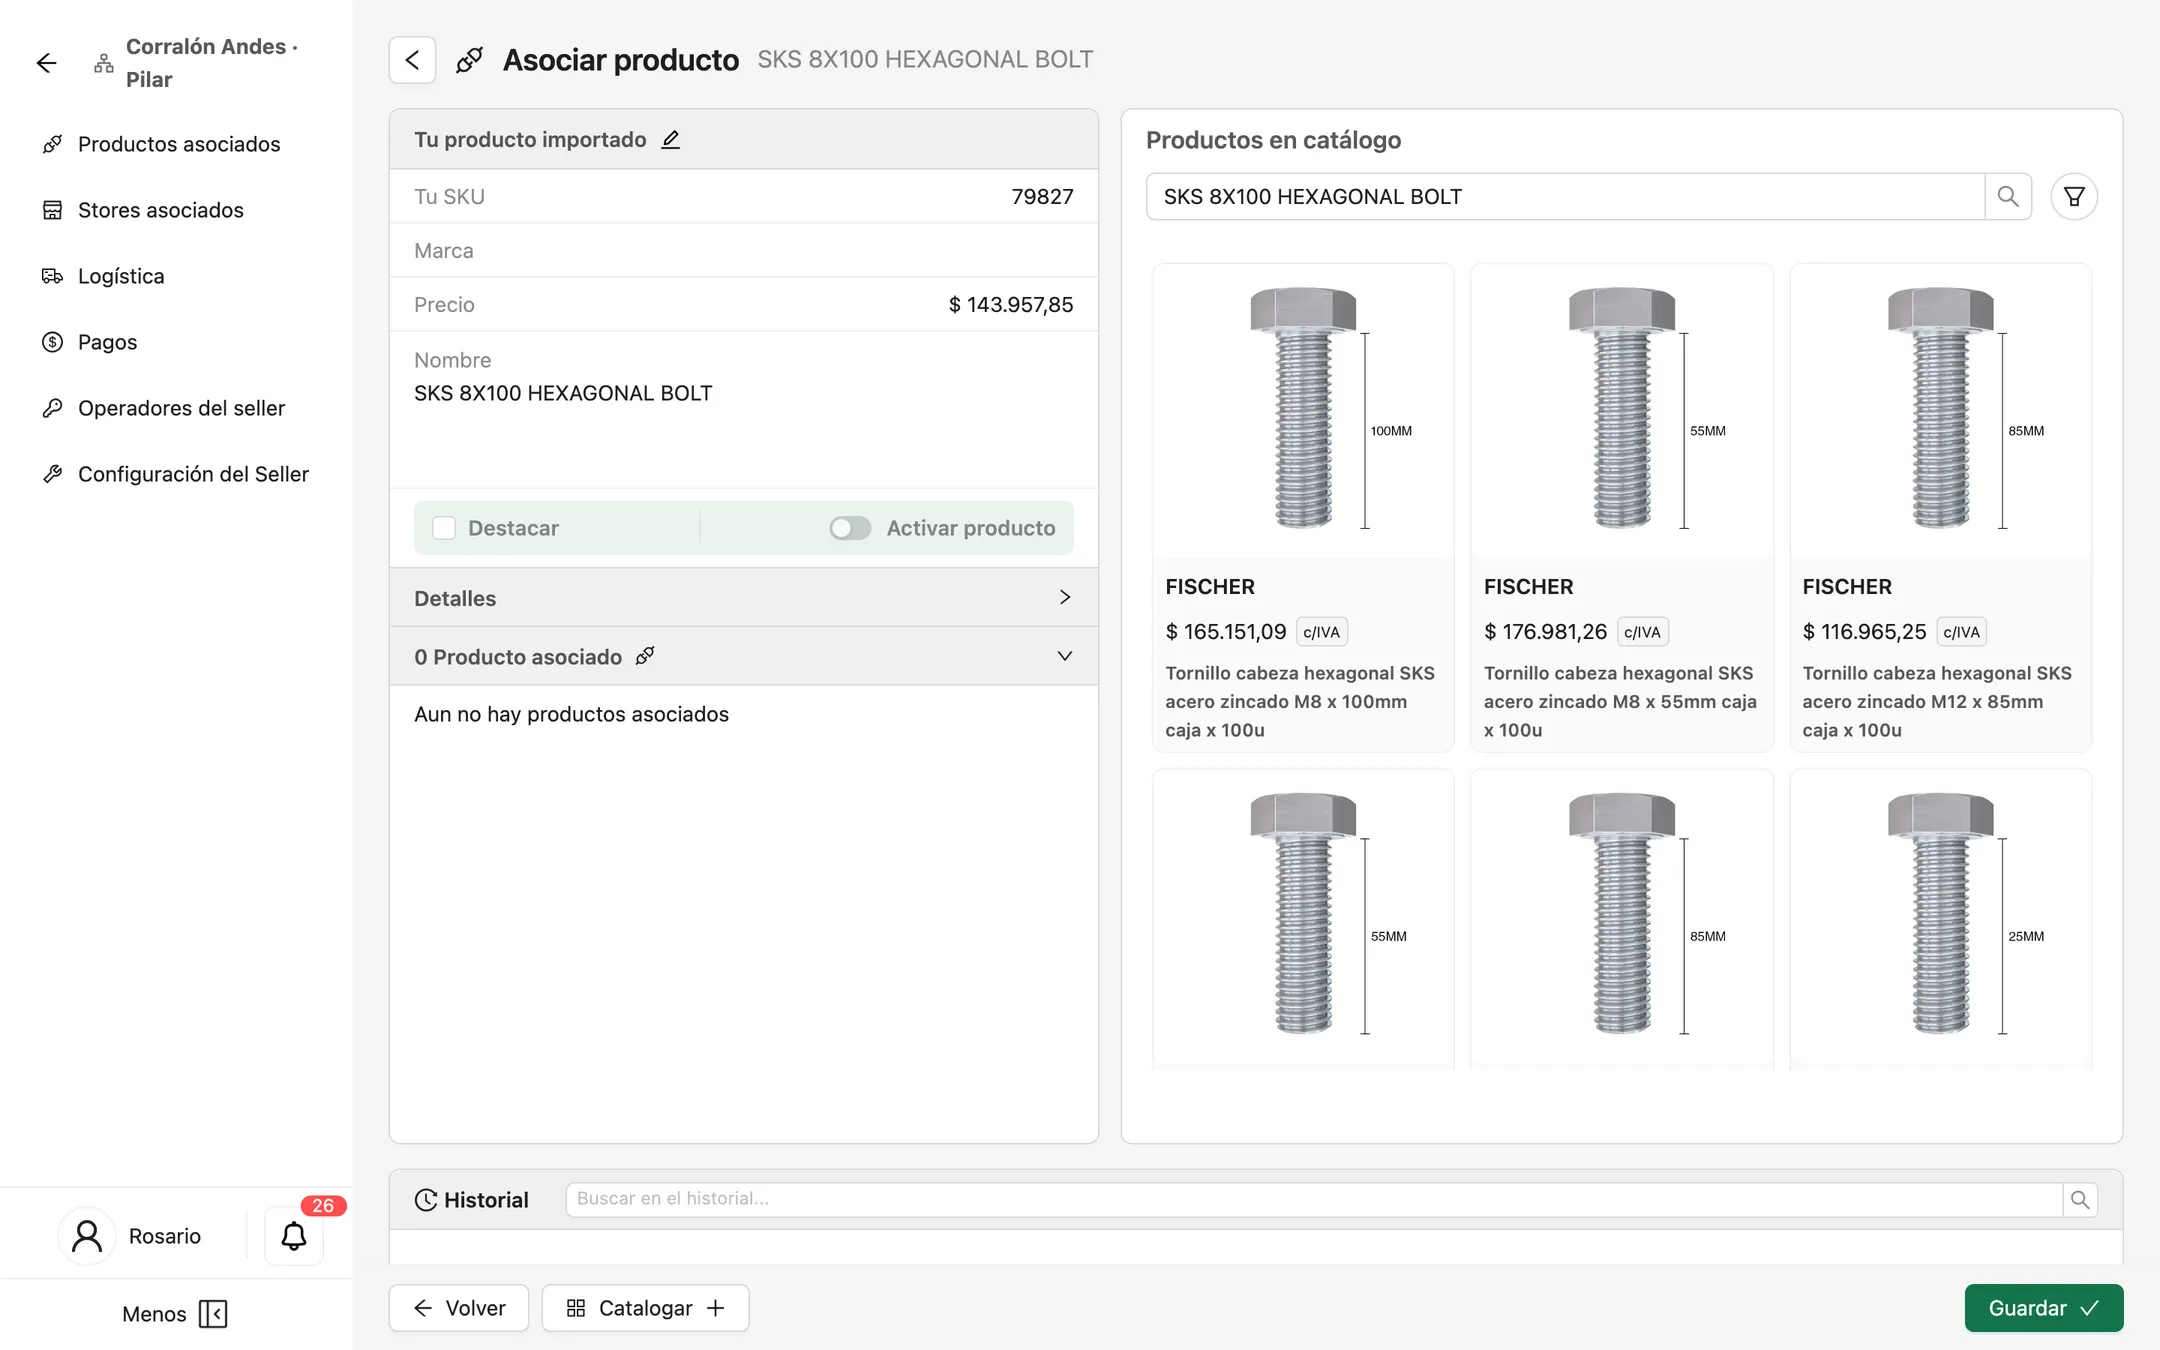 Corralón Andes ·
Pilar
Productos asociados
Stores asociados
Logística
Pagos
Operadores del seller
Configuración del Seller
26
Rosario
Menos
Asociar producto SKS 8X100 HEXAGONAL BOLT
Tu producto importado
Tu SKU 79827
Marca
Precio $ 143.957,85
Nombre
SKS 8X100 HEXAGONAL BOLT
Destacar Activar producto
Detalles
0 Producto asociado
Aun no hay productos asociados
Productos en catálogo
SKS 8X100 HEXAGONAL BOLT
100MM
FISCHER
$ 165.151,09 c/IVA
Tornillo cabeza hexagonal SKS
acero zincado M8 x 100mm
caja x 100u
55MM
FISCHER
$ 176.981,26 c/IVA
Tornillo cabeza hexagonal SKS
acero zincado M8 x 55mm caja
x 100u
85MM
FISCHER
$ 116.965,25 c/IVA
Tornillo cabeza hexagonal SKS
acero zincado M12 x 85mm
caja x 100u
55MM
85MM
25MM
Historial Buscar en el historial...
Volver Catalogar Guardar